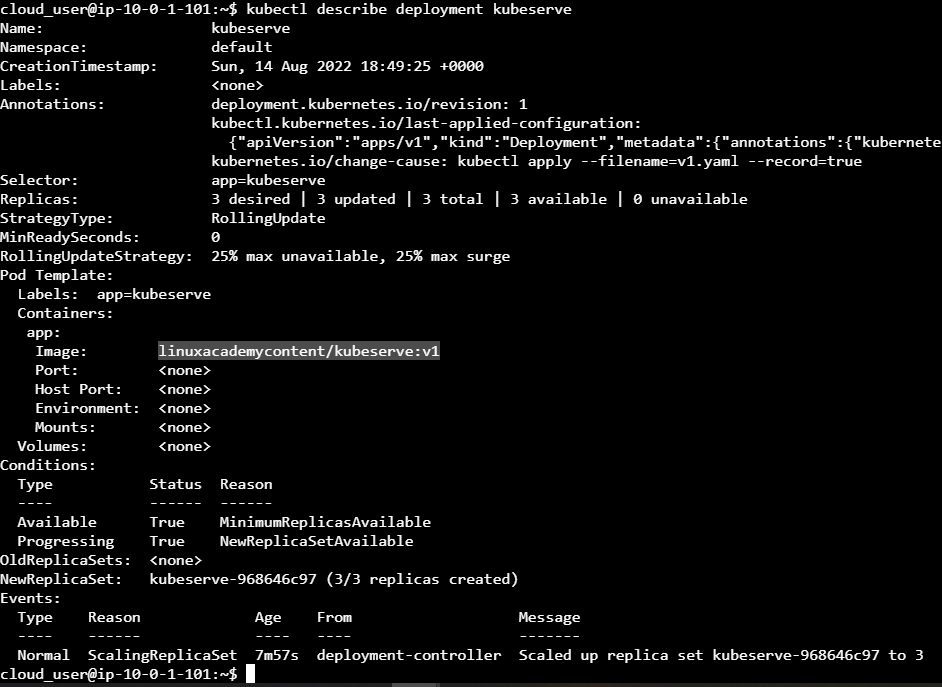 cloud_user@ip-10-0-1-101:~$ kubectl describe deployment kubeserve
Name:                   kubeserve
Namespace:              default
CreationTimestamp:      Sun, 14 Aug 2022 18:49:25 +0000
Labels:                 <none>
Annotations:            deployment.kubernetes.io/revision: 1
                        kubectl.kubernetes.io/last-applied-configuration:
                          {"apiVersion":"apps/v1","kind":"Deployment","metadata":{"annotations":{"kubernete
                        kubernetes.io/change-cause: kubectl apply --filename=v1.yaml --record=true
Selector:               app=kubeserve
Replicas:               3 desired | 3 updated | 3 total | 3 available | 0 unavailable
StrategyType:           RollingUpdate
MinReadySeconds:        0
RollingUpdateStrategy:  25% max unavailable, 25% max surge
Pod Template:
  Labels:  app=kubeserve
  Containers:
   app:
    Image:        linuxacademycontent/kubeserve:v1
    Port:         <none>
    Host Port:    <none>
    Environment:  <none>
    Mounts:       <none>
  Volumes:        <none>
Conditions:
  Type           Status  Reason
  ----           ------  ------
  Available      True    MinimumReplicasAvailable
  Progressing    True    NewReplicaSetAvailable
OldReplicaSets:  <none>
NewReplicaSet:   kubeserve-968646c97 (3/3 replicas created)
Events:
  Type    Reason             Age    From                   Message
  ----    ------             ----   ----                   -------
  Normal  ScalingReplicaSet  7m57s  deployment-controller  Scaled up replica set kubeserve-968646c97 to 3
cloud_user@ip-10-0-1-101:~$